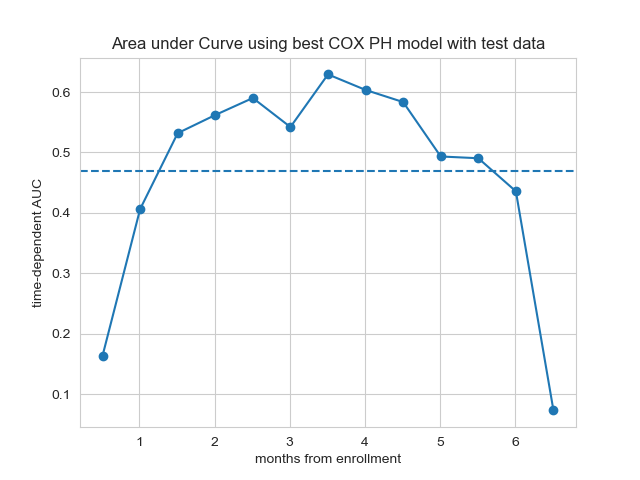 Area under Curve using best COX PH model with test data
time-dependent AUC
0.6
0.5
0.4
0.3
0.2
0.1
1 2 3 4 5 6
months from enrollment